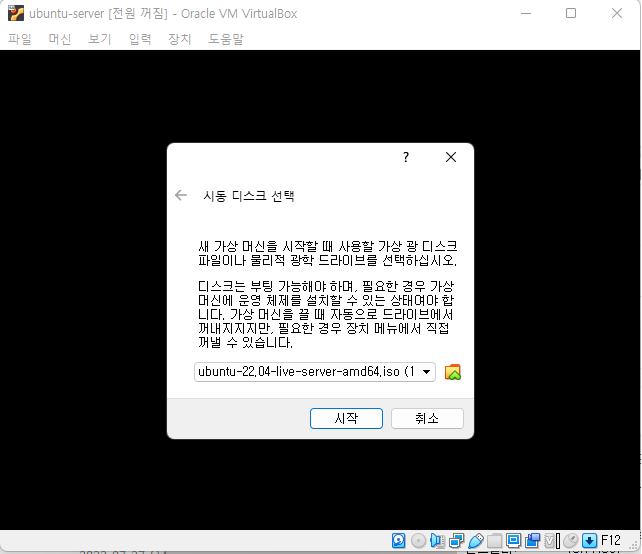 ubuntu-server [전원 꺼짐] - Oracle VM VirtualBox
파일 머신 보기 입력 장치 도움말
?
시동 디스크 선택
새 가상 머신을 시작할 때 사용할 가상 광 디스크
파일이나 물리적 광학 드라이브를 선택하십시오.
디스크는 부팅 가능해야 하며, 필요한 경우 가상
머신에 운영 체제를 설치할 수 있는 상태여야 합
니다. 가상 머신을 끌 때 자동으로 드라이브에서
꺼내지지지만, 필요한 경우 장치 메뉴에서 직접
꺼낼 수 있습니다.
ubuntu-22.04-live-server-amd64.iso (1
시작 취소
F12